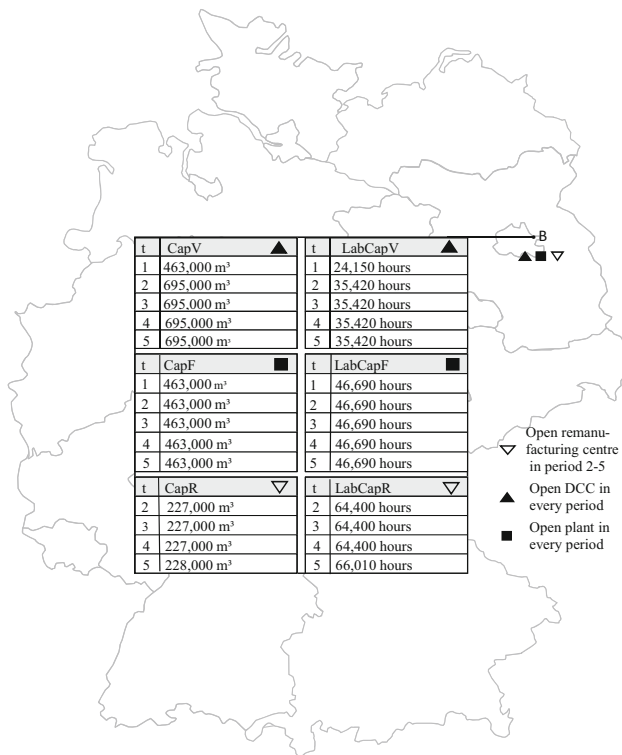 B
t CapV ▲
1 463,000 m³
2 695,000 m³
3 695,000 m³
4 695,000 m³
5 695,000 m³
t LabCapV ▲
1 24,150 hours
2 35,420 hours
3 35,420 hours
4 35,420 hours
5 35,420 hours
t CapF ■
1 463,000 m³
2 463,000 m³
3 463,000 m³
4 463,000 m³
5 463,000 m³
t LabCapF ■
1 46,690 hours
2 46,690 hours
3 46,690 hours
4 46,690 hours
5 46,690 hours
t CapR ▽
2 227,000 m³
3 227,000 m³
4 227,000 m³
5 228,000 m³
t LabCapR ▽
2 64,400 hours
3 64,400 hours
4 64,400 hours
5 66,010 hours
Open remanu-
facturing centre
in period 2-5
Open DCC in
every period
Open plant in
every period